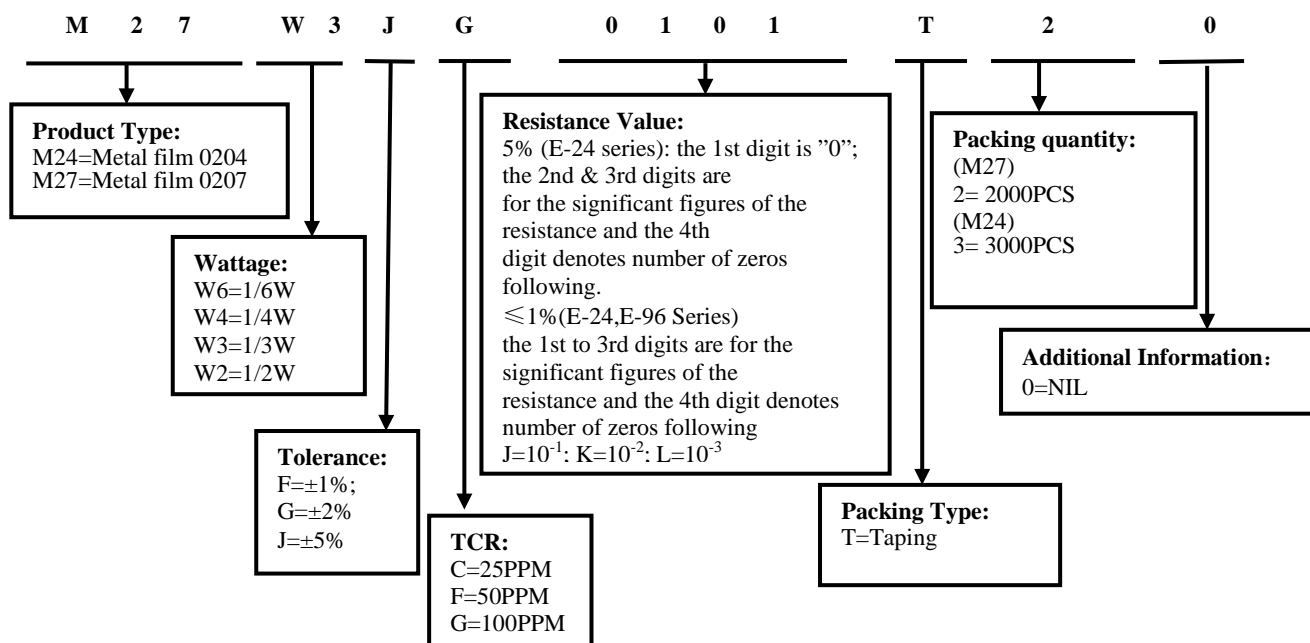 M 2 7 W 3 J G 0 1 0 1 T 2 0
Product Type:
M24=Metal film 0204
M27=Metal film 0207
Wattage:
W6=1/6W
W4=1/4W
W3=1/3W
W2=1/2W
Tolerance:
F=±1%;
G=±2%
J=±5%
TCR:
C=25PPM
F=50PPM
G=100PPM
Resistance Value:
5% (E-24 series): the 1st digit is ”0”;
the 2nd & 3rd digits are
for the significant figures of the
resistance and the 4th
digit denotes number of zeros
following.
≦1%(E-24,E-96 Series)
the 1st to 3rd digits are for the
significant figures of the
resistance and the 4th digit denotes
number of zeros following
J=10⁻¹; K=10⁻²; L=10⁻³
Packing Type:
T=Taping
Packing quantity:
(M27)
2= 2000PCS
(M24)
3= 3000PCS
Additional Information:
0=NIL